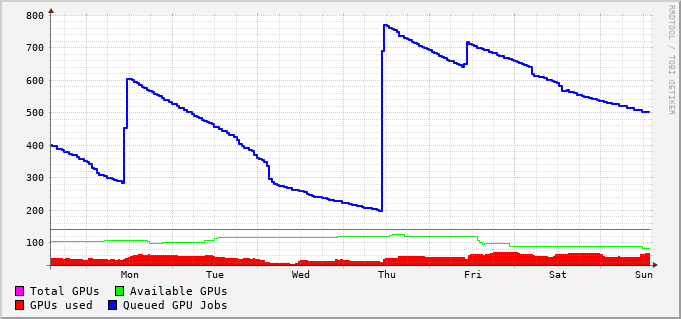 800
700
600
500
400
300
200
100
Mon Tue Wed Thu Fri Sat Sun
Total GPUs Available GPUs
GPUs used Queued GPU Jobs
RRDTOOL / TOBI OETIKER